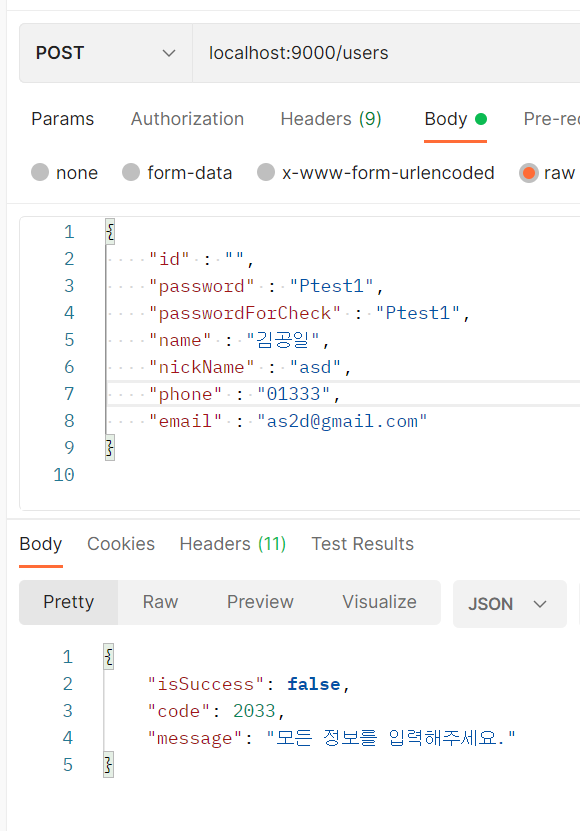 POST localhost:9000/users
Params Authorization Headers (9) Body Pre-req
none form-data x-www-form-urlencoded raw
1 {
2 "id" : "",
3 "password" : "Ptest1",
4 "passwordForCheck" : "Ptest1",
5 "name" : "김공일",
6 "nickName" : "asd",
7 "phone" : "01333",
8 "email" : "as2d@gmail.com"
9 }
10
Body Cookies Headers (11) Test Results
Pretty Raw Preview Visualize JSON
1 {
2 "isSuccess": false,
3 "code": 2033,
4 "message": "모든 정보를 입력해주세요."
5 }